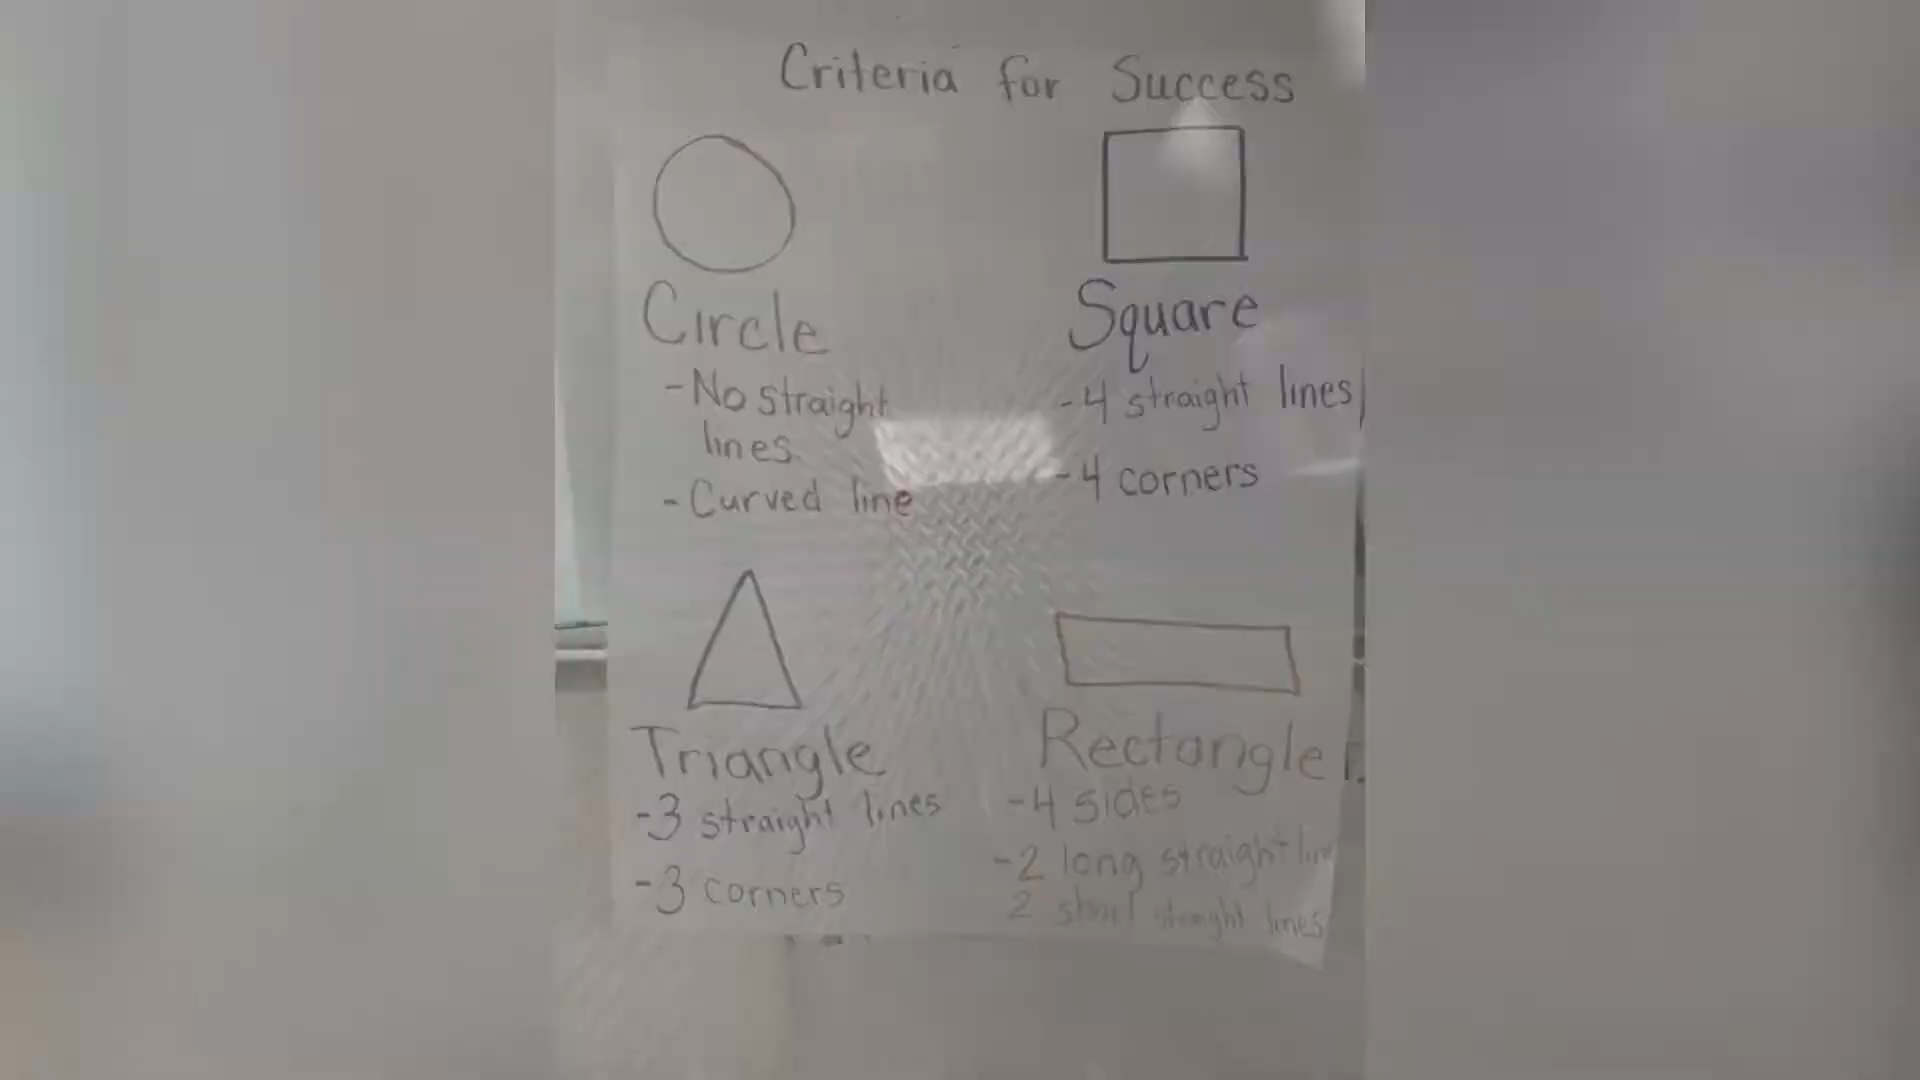 Criteria for Success
Circle
- No straight
lines.
- Curved line
Square
- 4 straight lines
- 4 corners
Triangle
- 3 straight lines
- 3 corners
Rectangle
- 4 sides
- 2 long straight
2 short straight lines